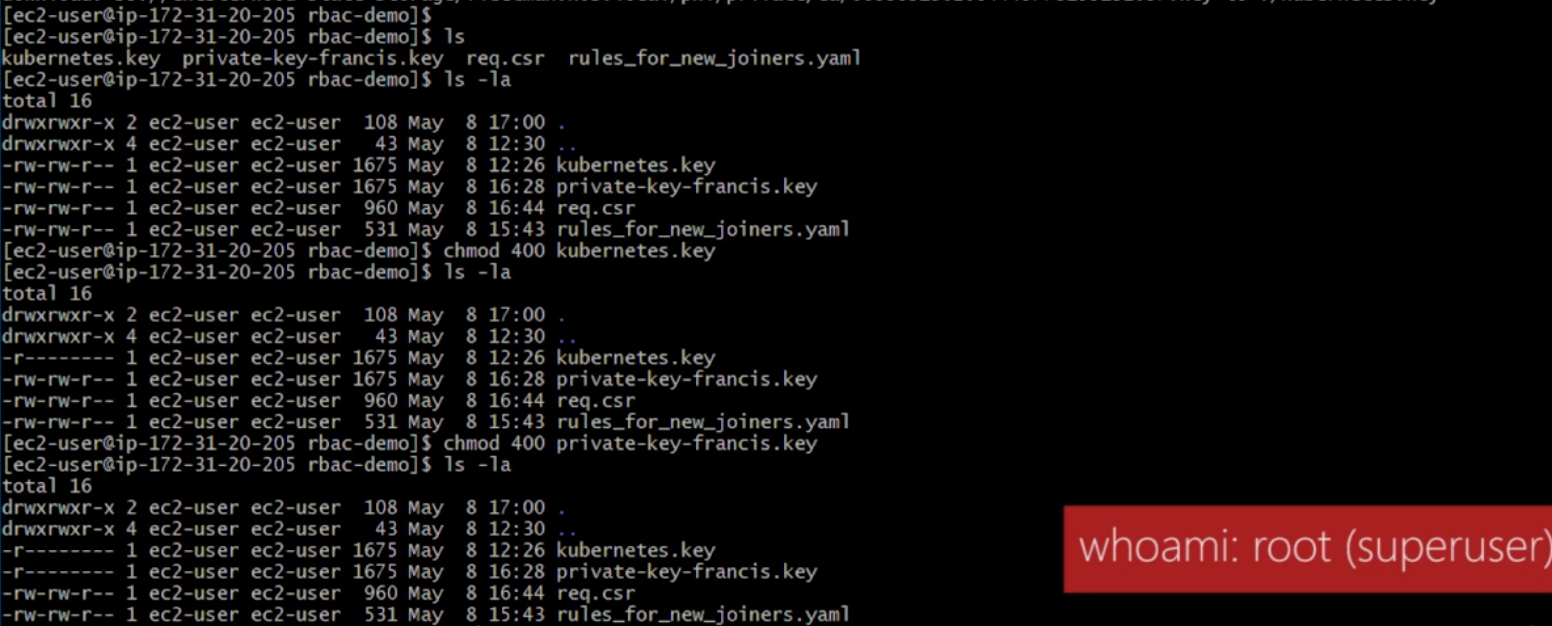 [ec2-user@ip-172-31-20-205 rbac-demo]$
[ec2-user@ip-172-31-20-205 rbac-demo]$ ls
kubernetes.key  private-key-francis.key  req.csr  rules_for_new_joiners.yaml
[ec2-user@ip-172-31-20-205 rbac-demo]$ ls -la
total 16
drwxrwxr-x 2 ec2-user ec2-user  108 May  8 17:00 .
drwxrwxr-x 4 ec2-user ec2-user   43 May  8 12:30 ..
-rw-rw-r-- 1 ec2-user ec2-user 1675 May  8 12:26 kubernetes.key
-rw-rw-r-- 1 ec2-user ec2-user 1675 May  8 16:28 private-key-francis.key
-rw-rw-r-- 1 ec2-user ec2-user  960 May  8 16:44 req.csr
-rw-rw-r-- 1 ec2-user ec2-user  531 May  8 15:43 rules_for_new_joiners.yaml
[ec2-user@ip-172-31-20-205 rbac-demo]$ chmod 400 kubernetes.key
[ec2-user@ip-172-31-20-205 rbac-demo]$ ls -la
total 16
drwxrwxr-x 2 ec2-user ec2-user  108 May  8 17:00 .
drwxrwxr-x 4 ec2-user ec2-user   43 May  8 12:30 ..
-r-------- 1 ec2-user ec2-user 1675 May  8 12:26 kubernetes.key
-rw-rw-r-- 1 ec2-user ec2-user 1675 May  8 16:28 private-key-francis.key
-rw-rw-r-- 1 ec2-user ec2-user  960 May  8 16:44 req.csr
-rw-rw-r-- 1 ec2-user ec2-user  531 May  8 15:43 rules_for_new_joiners.yaml
[ec2-user@ip-172-31-20-205 rbac-demo]$ chmod 400 private-key-francis.key
[ec2-user@ip-172-31-20-205 rbac-demo]$ ls -la
total 16
drwxrwxr-x 2 ec2-user ec2-user  108 May  8 17:00 .
drwxrwxr-x 4 ec2-user ec2-user   43 May  8 12:30 ..
-r-------- 1 ec2-user ec2-user 1675 May  8 12:26 kubernetes.key
-r-------- 1 ec2-user ec2-user 1675 May  8 16:28 private-key-francis.key
-rw-rw-r-- 1 ec2-user ec2-user  960 May  8 16:44 req.csr
-rw-rw-r-- 1 ec2-user ec2-user  531 May  8 15:43 rules_for_new_joiners.yaml
whoami: root (superuser)